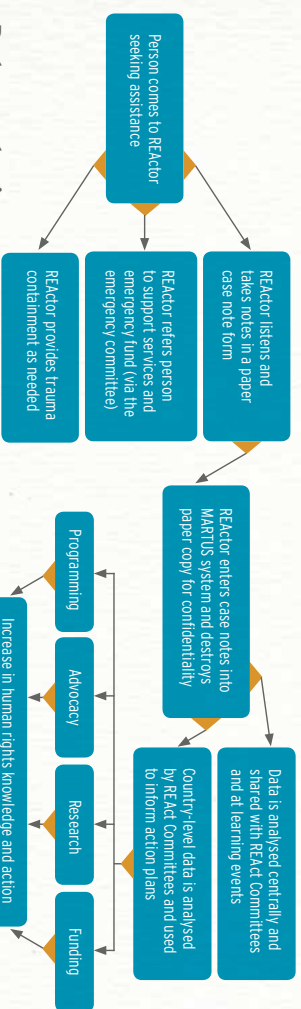 Person comes to REActor
seeking assistance
REActor listens and
takes notes in a paper
case note form
REActor refers person
to support services and
emergency fund (via the
emergency committee)
REActor provides trauma
containment as needed
REActor enters case notes into
MARTUS system and destroys
paper copy for confidentiality
Data is analysed centrally and
shared with REAct Committees
and at learning events
Country-level data is analysed
by REAct Committees and used
to inform action plans
Programming
Advocacy
Research
Funding
Increase in human rights knowledge and action